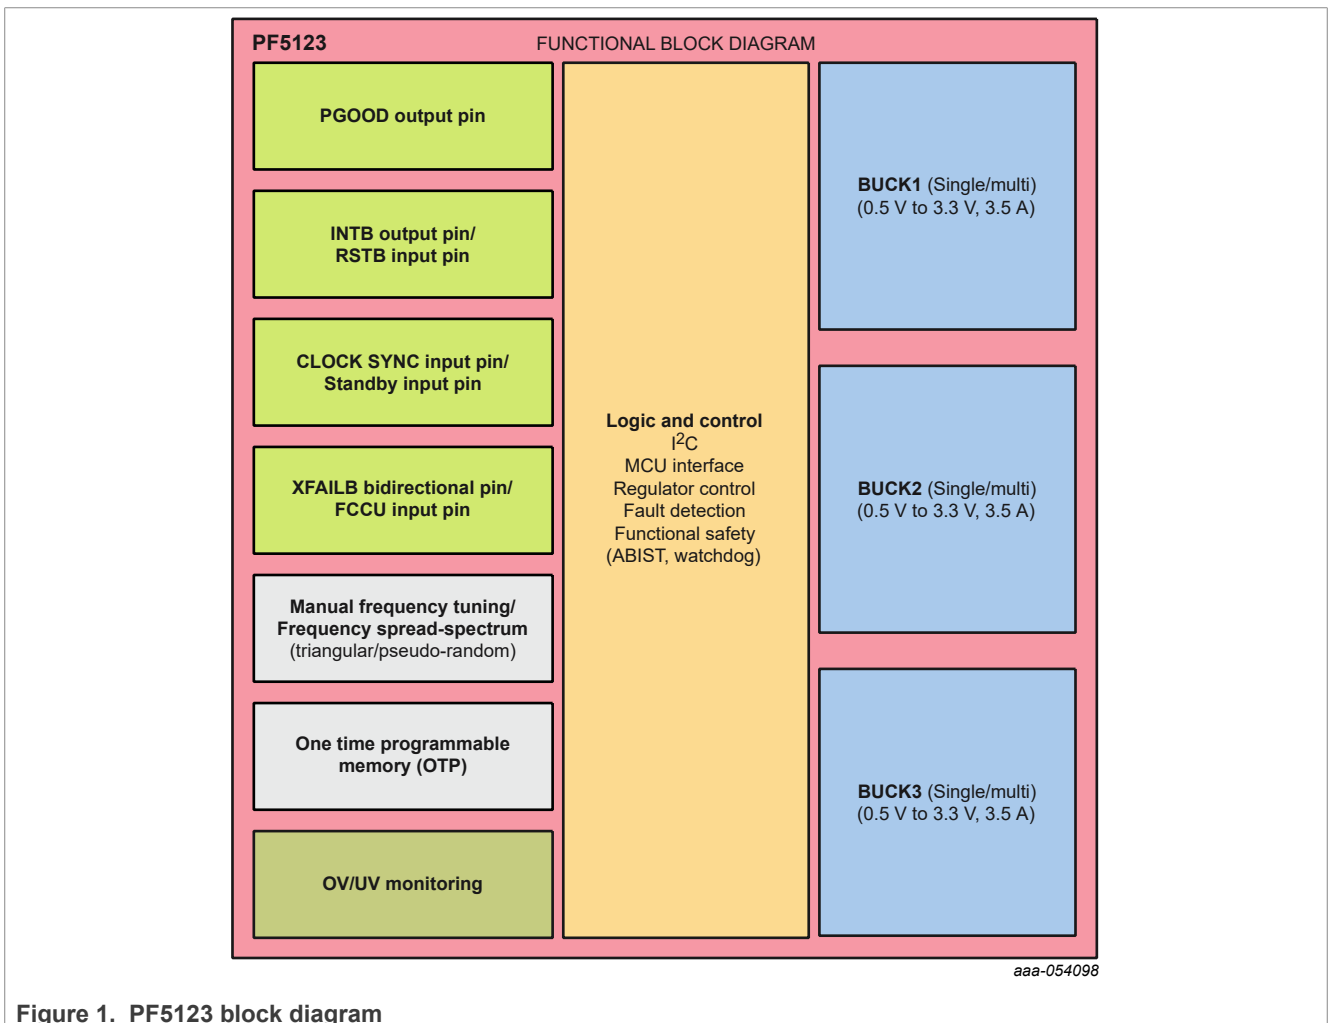 PF5123
FUNCTIONAL BLOCK DIAGRAM
PGOOD output pin
INTB output pin/
RSTB input pin
CLOCK SYNC input pin/
Standby input pin
XFAILB bidirectional pin/
FCCU input pin
Manual frequency tuning/
Frequency spread-spectrum
(triangular/pseudo-random)
One time programmable
memory (OTP)
OV/UV monitoring
Logic and control
I²C
MCU interface
Regulator control
Fault detection
Functional safety
(ABIST, watchdog)
BUCK1 (Single/multi)
(0.5 V to 3.3 V, 3.5 A)
BUCK2 (Single/multi)
(0.5 V to 3.3 V, 3.5 A)
BUCK3 (Single/multi)
(0.5 V to 3.3 V, 3.5 A)
aaa-054098
Figure 1. PF5123 block diagram